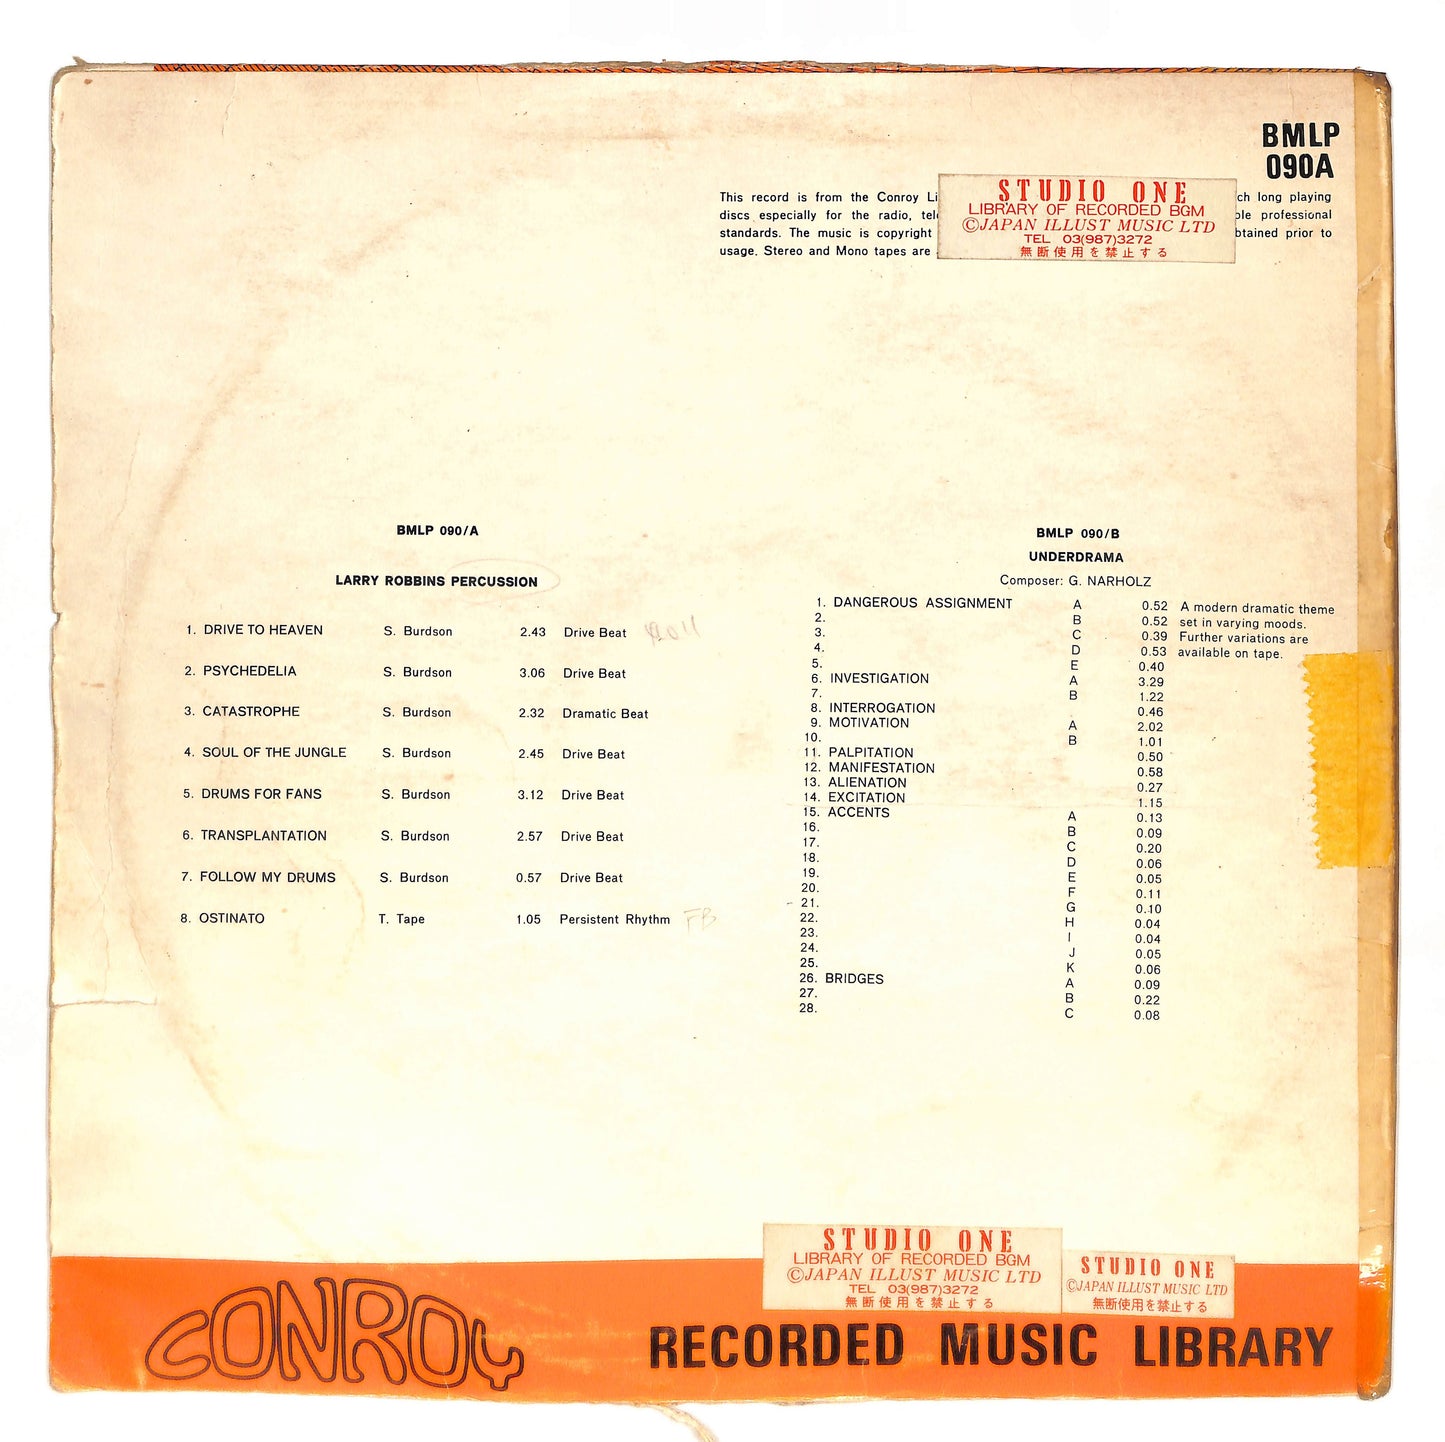 BMLP
090A
This record is from the Conroy Li
ch long playing
discs especially for the radio, tele
ble professional
standards. The music is copyright
btained prior to
usage. Stereo and Mono tapes are
STUDIO ONE
LIBRARY OF RECORDED BGM
©JAPAN ILLUST MUSIC LTD
TEL 03(987)3272
無断使用を禁止する
BMLP 090/A
LARRY ROBBINS PERCUSSION
1. DRIVE TO HEAVEN S. Burdson 2.43 Drive Beat
2. PSYCHEDELIA S. Burdson 3.06 Drive Beat
3. CATASTROPHE S. Burdson 2.32 Dramatic Beat
4. SOUL OF THE JUNGLE S. Burdson 2.45 Drive Beat
5. DRUMS FOR FANS S. Burdson 3.12 Drive Beat
6. TRANSPLANTATION S. Burdson 2.57 Drive Beat
7. FOLLOW MY DRUMS S. Burdson 0.57 Drive Beat
8. OSTINATO T. Tape 1.05 Persistent Rhythm FB
BMLP 090/B
UNDERDRAMA
Composer: G. NARHOLZ
1. DANGEROUS ASSIGNMENT A 0.52 A modern dramatic theme
2. B 0.52 set in varying moods.
3. C 0.39 Further variations are
4. D 0.53 available on tape.
5. E 0.40
6. INVESTIGATION A 3.29
7. B 1.22
8. INTERROGATION 0.46
9. MOTIVATION A 2.02
10. B 1.01
11. PALPITATION 0.50
12. MANIFESTATION 0.58
13. ALIENATION 0.27
14. EXCITATION 1.15
15. ACCENTS A 0.13
16. B 0.09
17. C 0.20
18. D 0.06
19. E 0.05
20. F 0.11
21. G 0.10
22. H 0.04
23. I 0.04
24. J 0.05
25. K 0.06
26. BRIDGES A 0.09
27. B 0.22
28. C 0.08
STUDIO ONE
LIBRARY OF RECORDED BGM
©JAPAN ILLUST MUSIC LTD
TEL 03(987)3272
無断使用を禁止する
STUDIO ONE
©JAPAN ILLUST MUSIC LTD
無断使用を禁止する
CONROY
RECORDED MUSIC LIBRARY